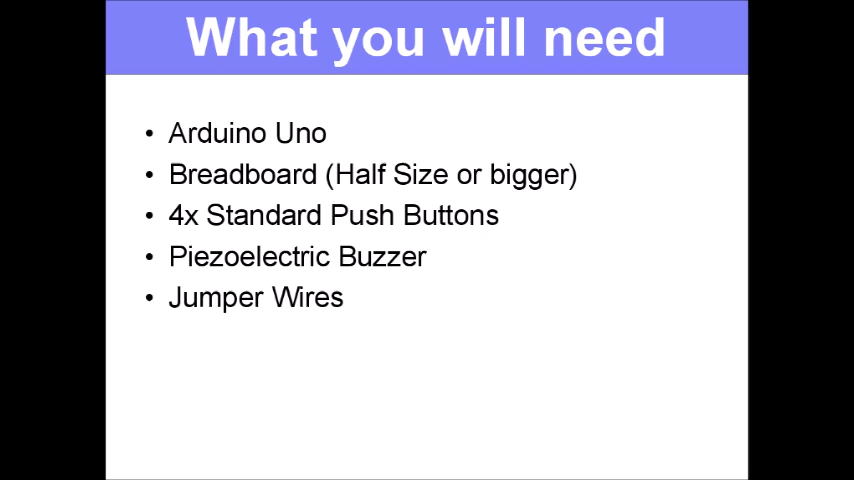 What you will need
• Arduino Uno
• Breadboard (Half Size or bigger)
• 4x Standard Push Buttons
• Piezoelectric Buzzer
• Jumper Wires